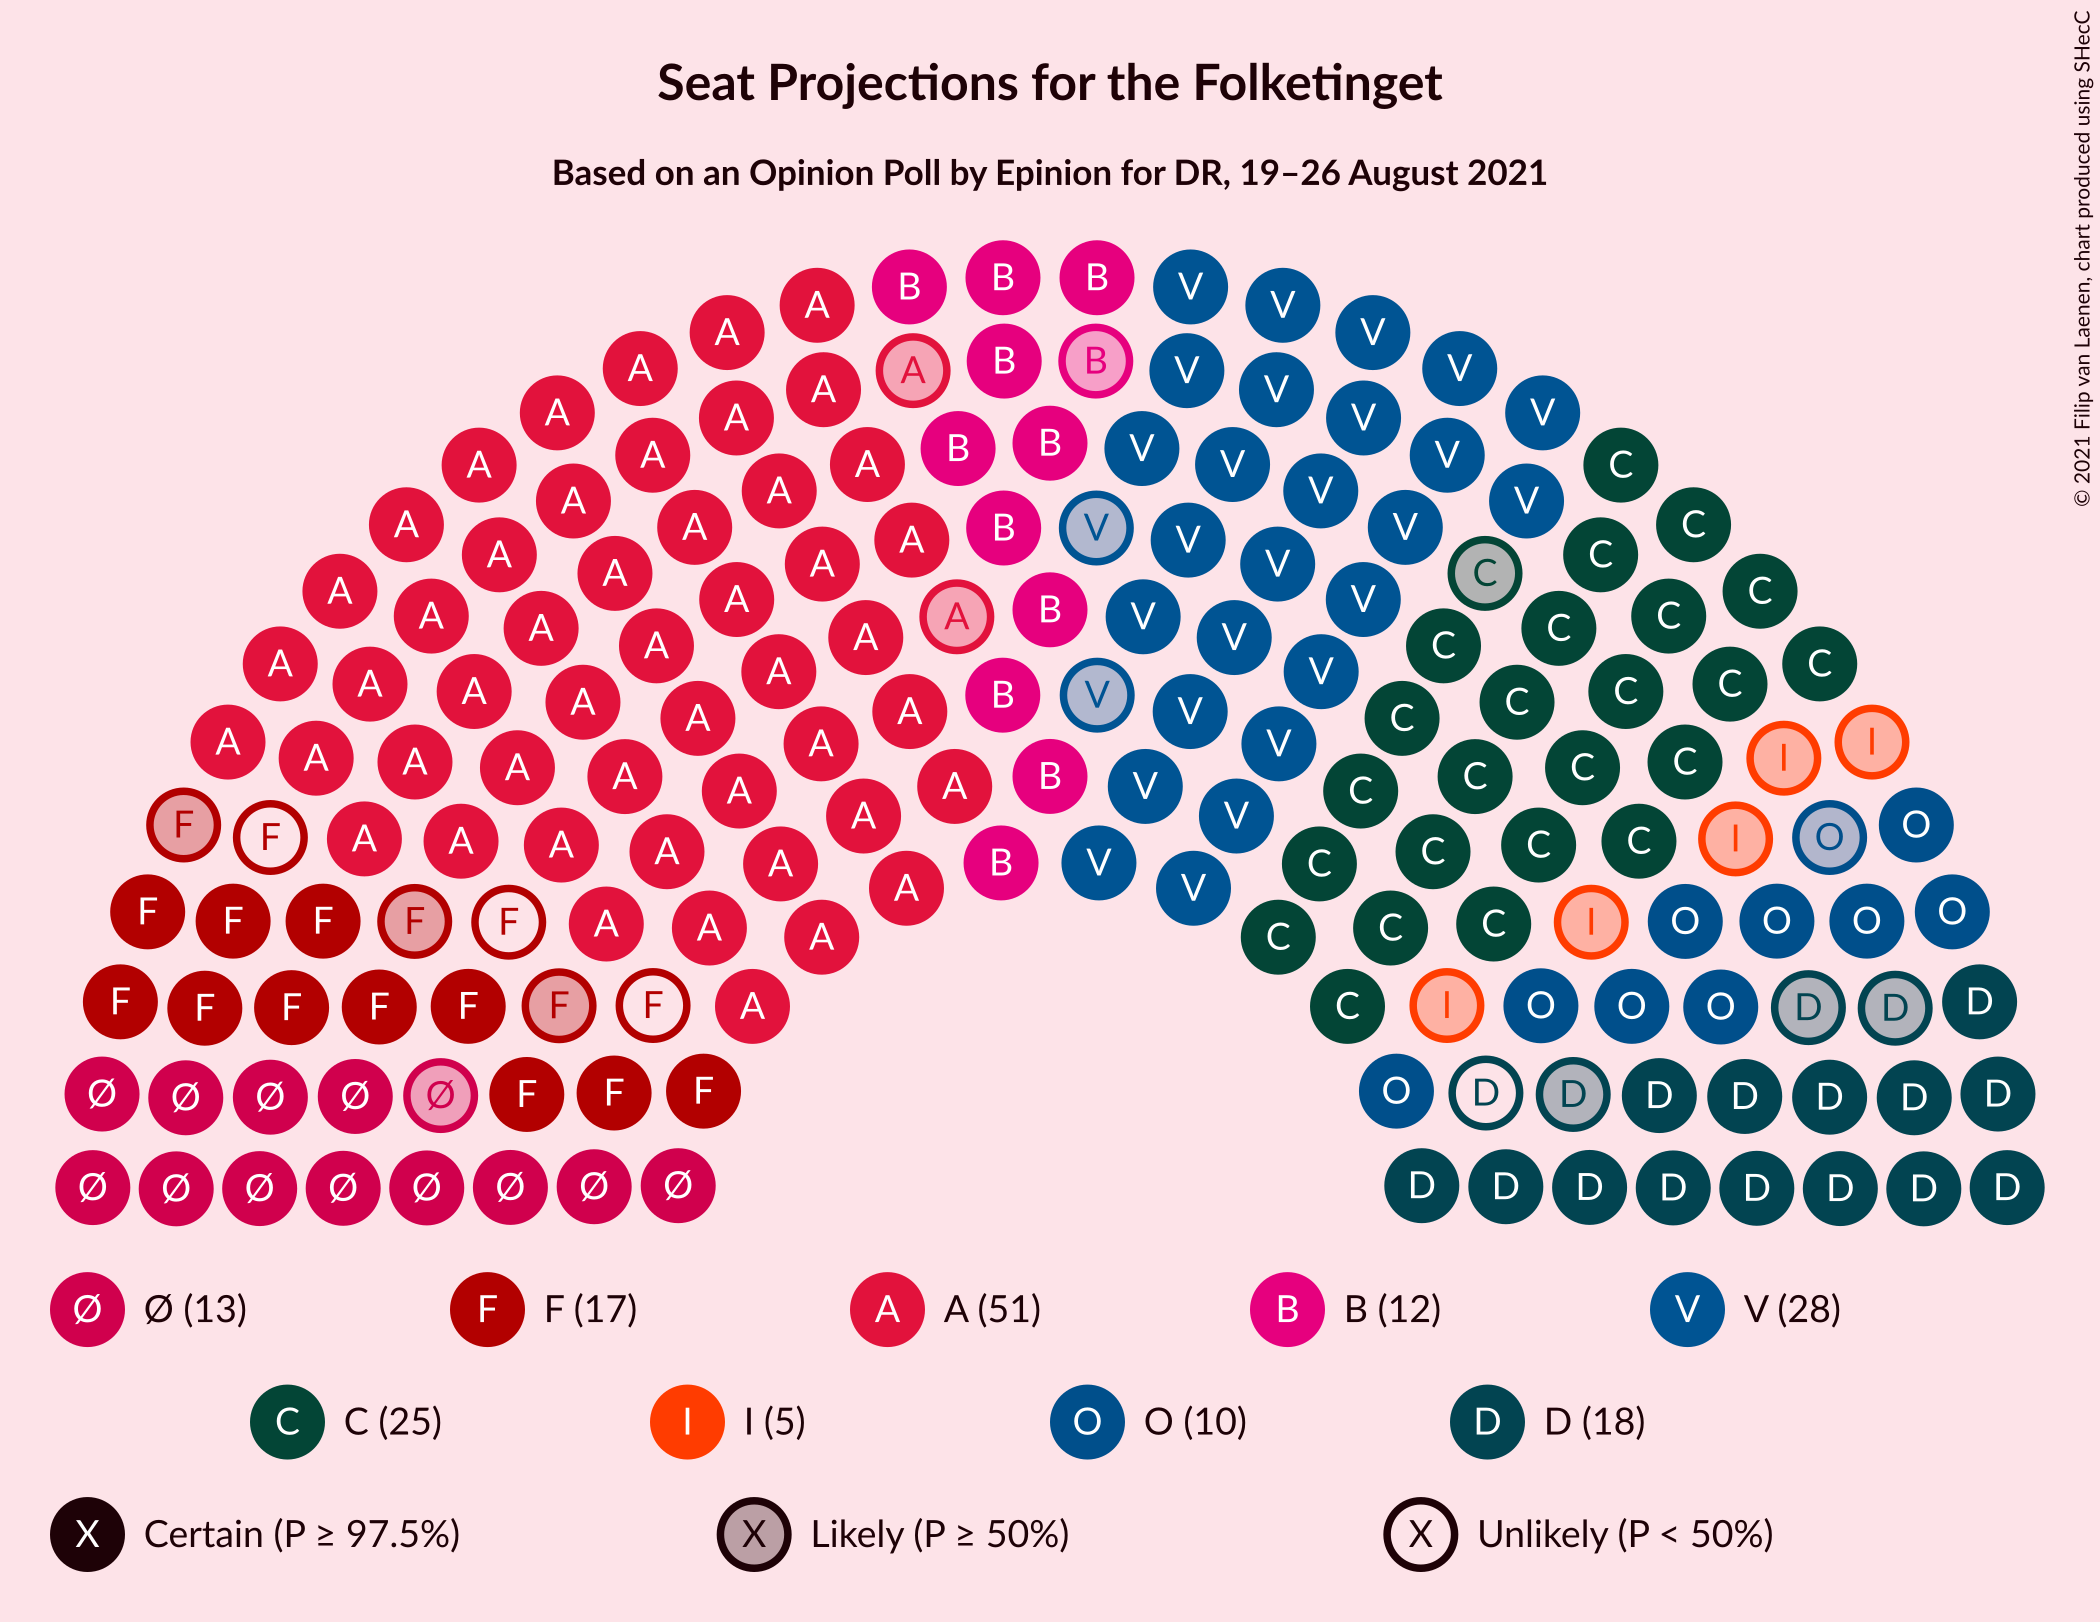 Seat Projections for the Folketinget
Based on an Opinion Poll by Epinion for DR, 19–26 August 2021
© 2021 Filip van Laenen, chart produced using SHecC
B B B V
A V
A V
A B B V V
A A V V
A A V V
A A B B V V V C
A A V V
A A A B V V V V C
A A C C
A A A A B V V V C C
A A A A C C
A A A A B V V V C C C C
A A A A A V C C C I I
A A A A A A B V V C C C
F F A A A A A A B V V C C C C I O O
F F F F F A A A C C C I O O O O
F F F F F F F A C I O O O D D D
Ø Ø Ø Ø Ø F F F O D D D D D D D
Ø Ø Ø Ø Ø Ø Ø Ø D D D D D D D D
Ø Ø (13) F F (17) A A (51) B B (12) V V (28)
C C (25) I I (5) O O (10) D D (18)
X Certain (P ≥ 97.5%) X Likely (P ≥ 50%) X Unlikely (P < 50%)